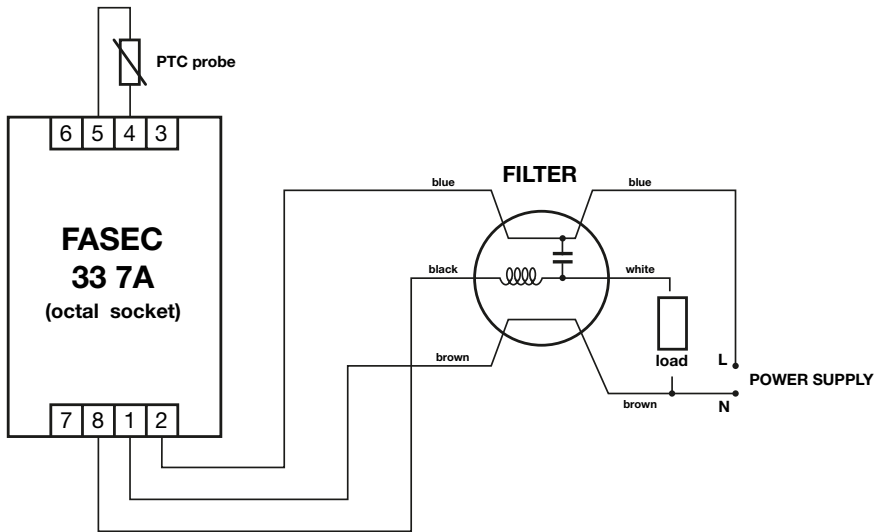 PTC probe
6 5 4 3
FASEC
33 7A
(octal socket)
7 8 1 2
FILTER
blue
blue
black
white
brown
brown
load
L
N
POWER SUPPLY